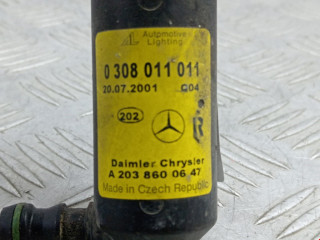 Automotive
Lighting
0 308 011 011
20.07.2001 C04
202 R
Daimler Chrysler
A 203 860 06 47
Made in Czech Republic